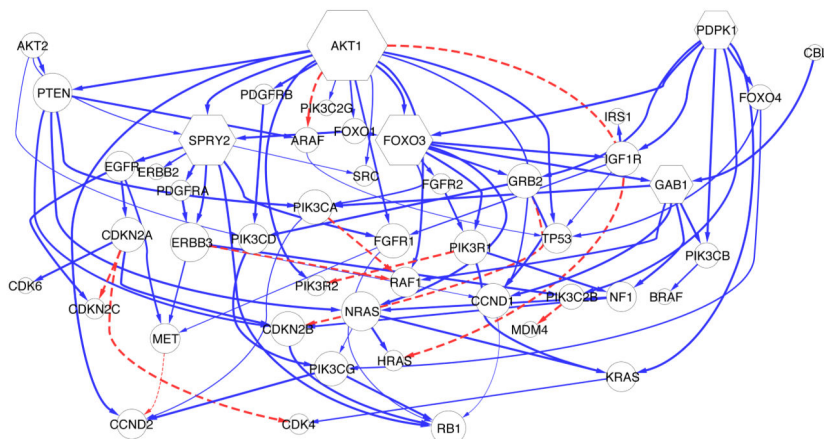 AKT1
PDPK1
AKT2
CBL
PTEN
PDGFRB
PIK3C2G
FOXO4
IRS1
SPRY2
ARAF
FOXO1
FOXO3
IGF1R
EGFR
ERBB2
SRC
FGFR2
GRB2
GAB1
PDGFRA
PIK3CA
CDKN2A
ERBB3
PIK3CD
FGFR1
PIK3R1
TP53
PIK3CB
CDK6
PIK3R2
RAF1
CCND1
PIK3C2B
NF1
BRAF
CDKN2C
NRAS
CDKN2B
MDM4
MET
HRAS
PIK3CG
KRAS
CCND2
CDK4
RB1